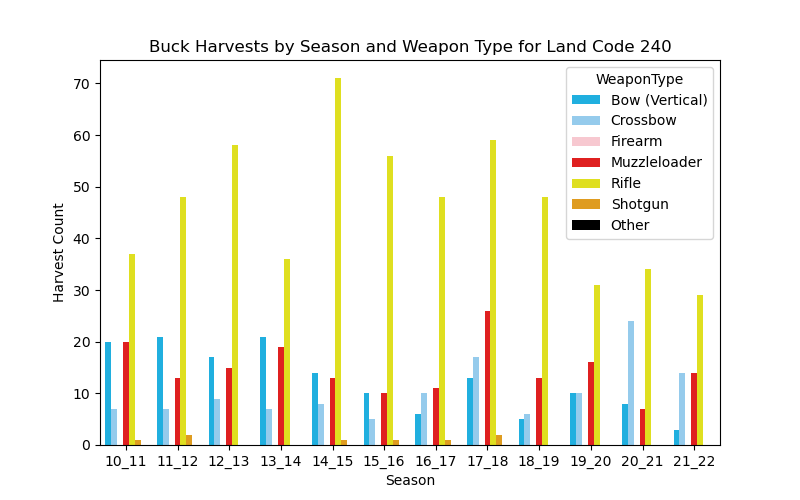 Buck Harvests by Season and Weapon Type for Land Code 240
WeaponType
Bow (Vertical)
Crossbow
Firearm
Muzzleloader
Rifle
Shotgun
Other
Harvest Count
70
60
50
40
30
20
10
0
10_11 11_12 12_13 13_14 14_15 15_16 16_17 17_18 18_19 19_20 20_21 21_22
Season